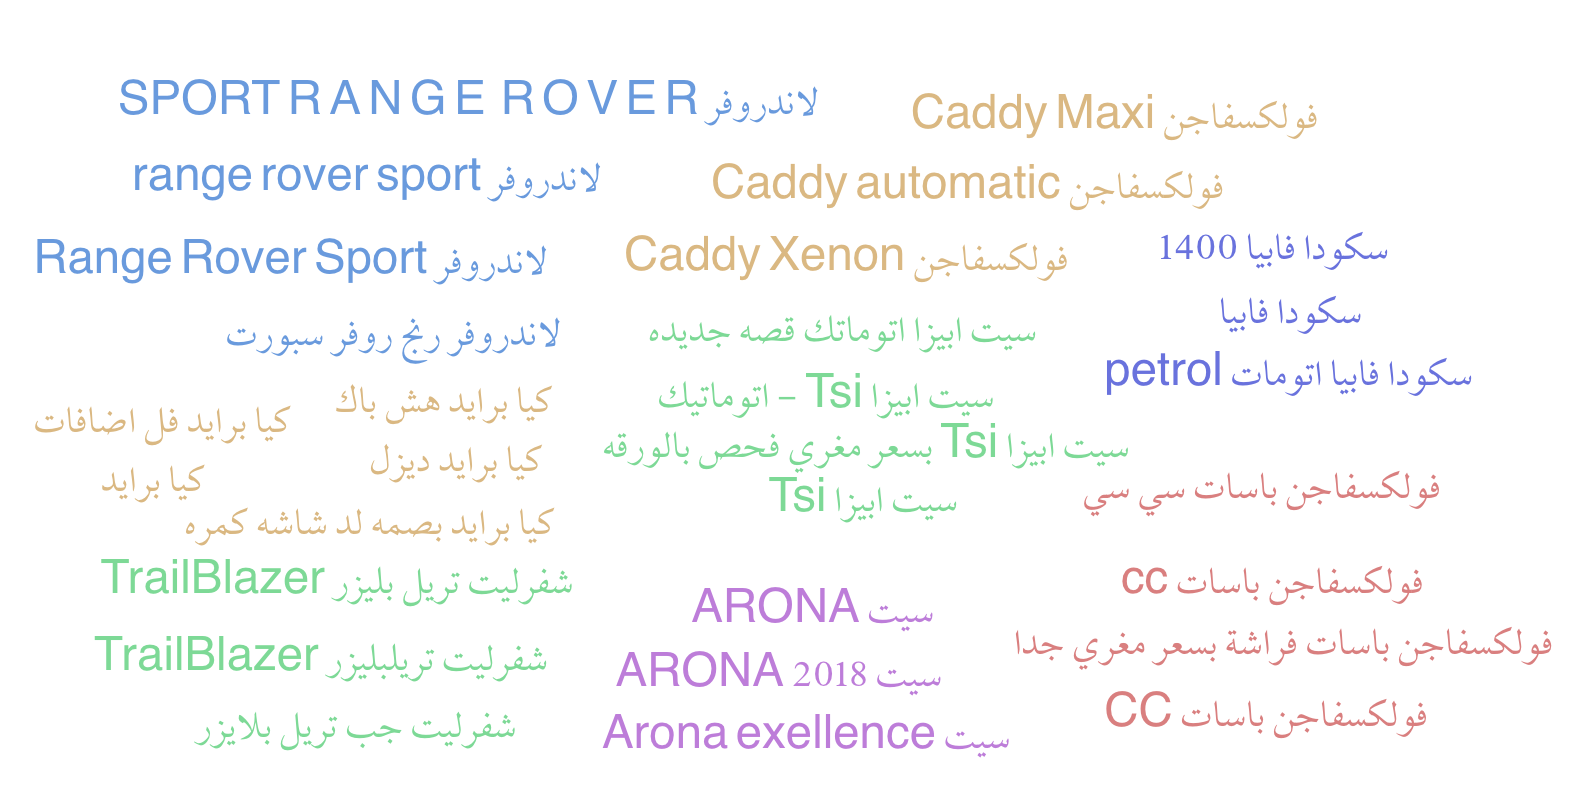 لاندروفر SPORT R A N G E  R O V E R
فولكسفاجن Caddy Maxi
لاندروفر range rover sport
فولكسفاجن Caddy automatic
لاندروفر Range Rover Sport
فولكسفاجن Caddy Xenon
سكودا فابيا 1400
لاندروفر رنج روفر سبورت
سيت ابيزا اتوماتك قصه جديده
سكودا فابيا
سكودا فابيا اتومات petrol
كيا برايد هش باك
سيت ابيزا Tsi – اتوماتيك
كيا برايد فل اضافات
كيا برايد ديزل
سيت ابيزا Tsi بسعر مغري فحص بالورقه
كيا برايد
سيت ابيزا Tsi
فولكسفاجن باسات سي سي
كيا برايد بصمه لد شاشه كمره
شفرليت تريل بليزر TrailBlazer
سيت ARONA
فولكسفاجن باسات cc
شفرليت تريلبليزر TrailBlazer
سيت ARONA 2018
فولكسفاجن باسات فراشة بسعر مغري جدا
شفرليت جب تريل بلايزر
سيت Arona exellence
فولكسفاجن باسات CC